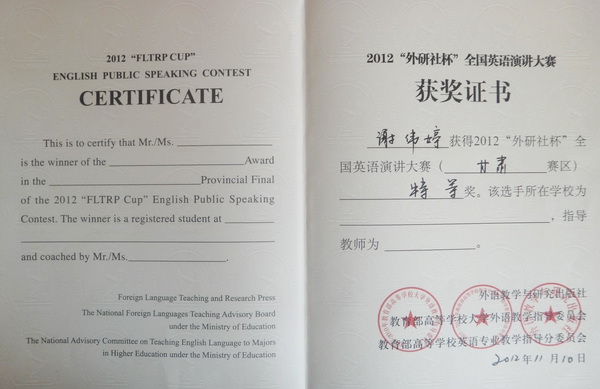 2012 “FLTRP CUP”
ENGLISH PUBLIC SPEAKING CONTEST
CERTIFICATE
This is to certify that Mr./Ms.
is the winner of the Award
in the Provincial Final
of the 2012 “FLTRP Cup” English Public Speaking
Contest. The winner is a registered student at
and coached by Mr./Ms. .
Foreign Language Teaching and Research Press
The National Foreign Languages Teaching Advisory Board
under the Ministry of Education
The National Advisory Committee on Teaching English Language to Majors
in Higher Education under the Ministry of Education
2012“外研社杯”全国英语演讲大赛
获奖证书
谢伟婷 获得2012“外研社杯”全
国英语演讲大赛（ 甘肃 赛区）
特等 奖。该选手所在学校为
，指导
教师为 。
外语教学与研究出版社
教育部高等学校大学外语教学指导委员会
教育部高等学校英语专业教学指导分委员会
2012年11月10日